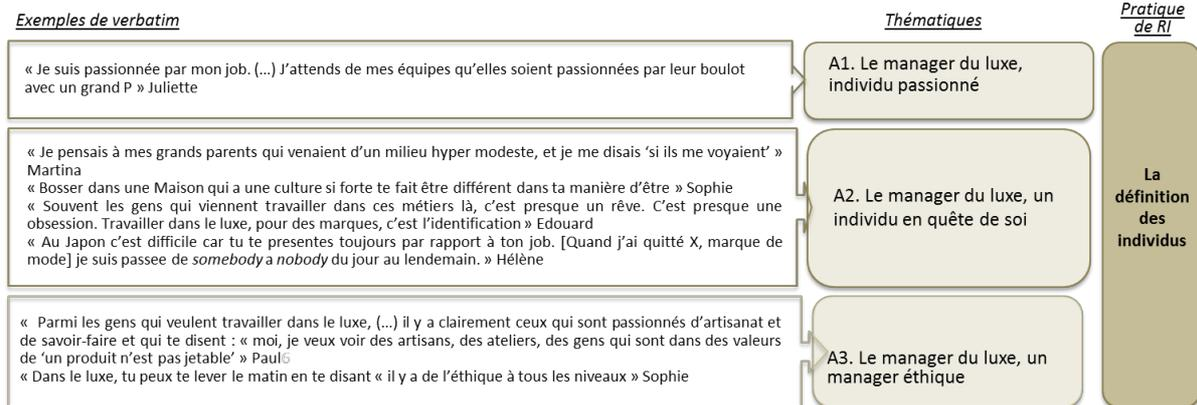 Exemples de verbatim
Thématiques
Pratique
de RI
« Je suis passionnée par mon job. (...) J'attends de mes équipes qu'elles soient passionnées par leur boulot
avec un grand P » Juliette
A1. Le manager du luxe,
individu passionné
« Je pensais à mes grands parents qui venaient d'un milieu hyper modeste, et je me disais 'si ils me voyaient' »
Martina
« Bosser dans une Maison qui a une culture si forte te fait être différent dans ta manière d'être » Sophie
« Souvent les gens qui viennent travailler dans ces métiers là, c'est presque un rêve. C'est presque une
obsession. Travailler dans le luxe, pour des marques, c'est l'identification » Edouard
« Au Japon c'est difficile car tu te presentes toujours par rapport à ton job. [Quand j'ai quitté X, marque de
mode] je suis passee de somebody a nobody du jour au lendemain. » Hélène
A2. Le manager du luxe, un
individu en quête de soi
La
définition
des
individus
« Parmi les gens qui veulent travailler dans le luxe, (...) il y a clairement ceux qui sont passionnés d'artisanat et
de savoir-faire et qui te disent : « moi, je veux voir des artisans, des ateliers, des gens qui sont dans des valeurs
de 'un produit n'est pas jetable' » Paul6
« Dans le luxe, tu peux te lever le matin en te disant « il y a de l'éthique à tous les niveaux » Sophie
A3. Le manager du luxe, un
manager éthique